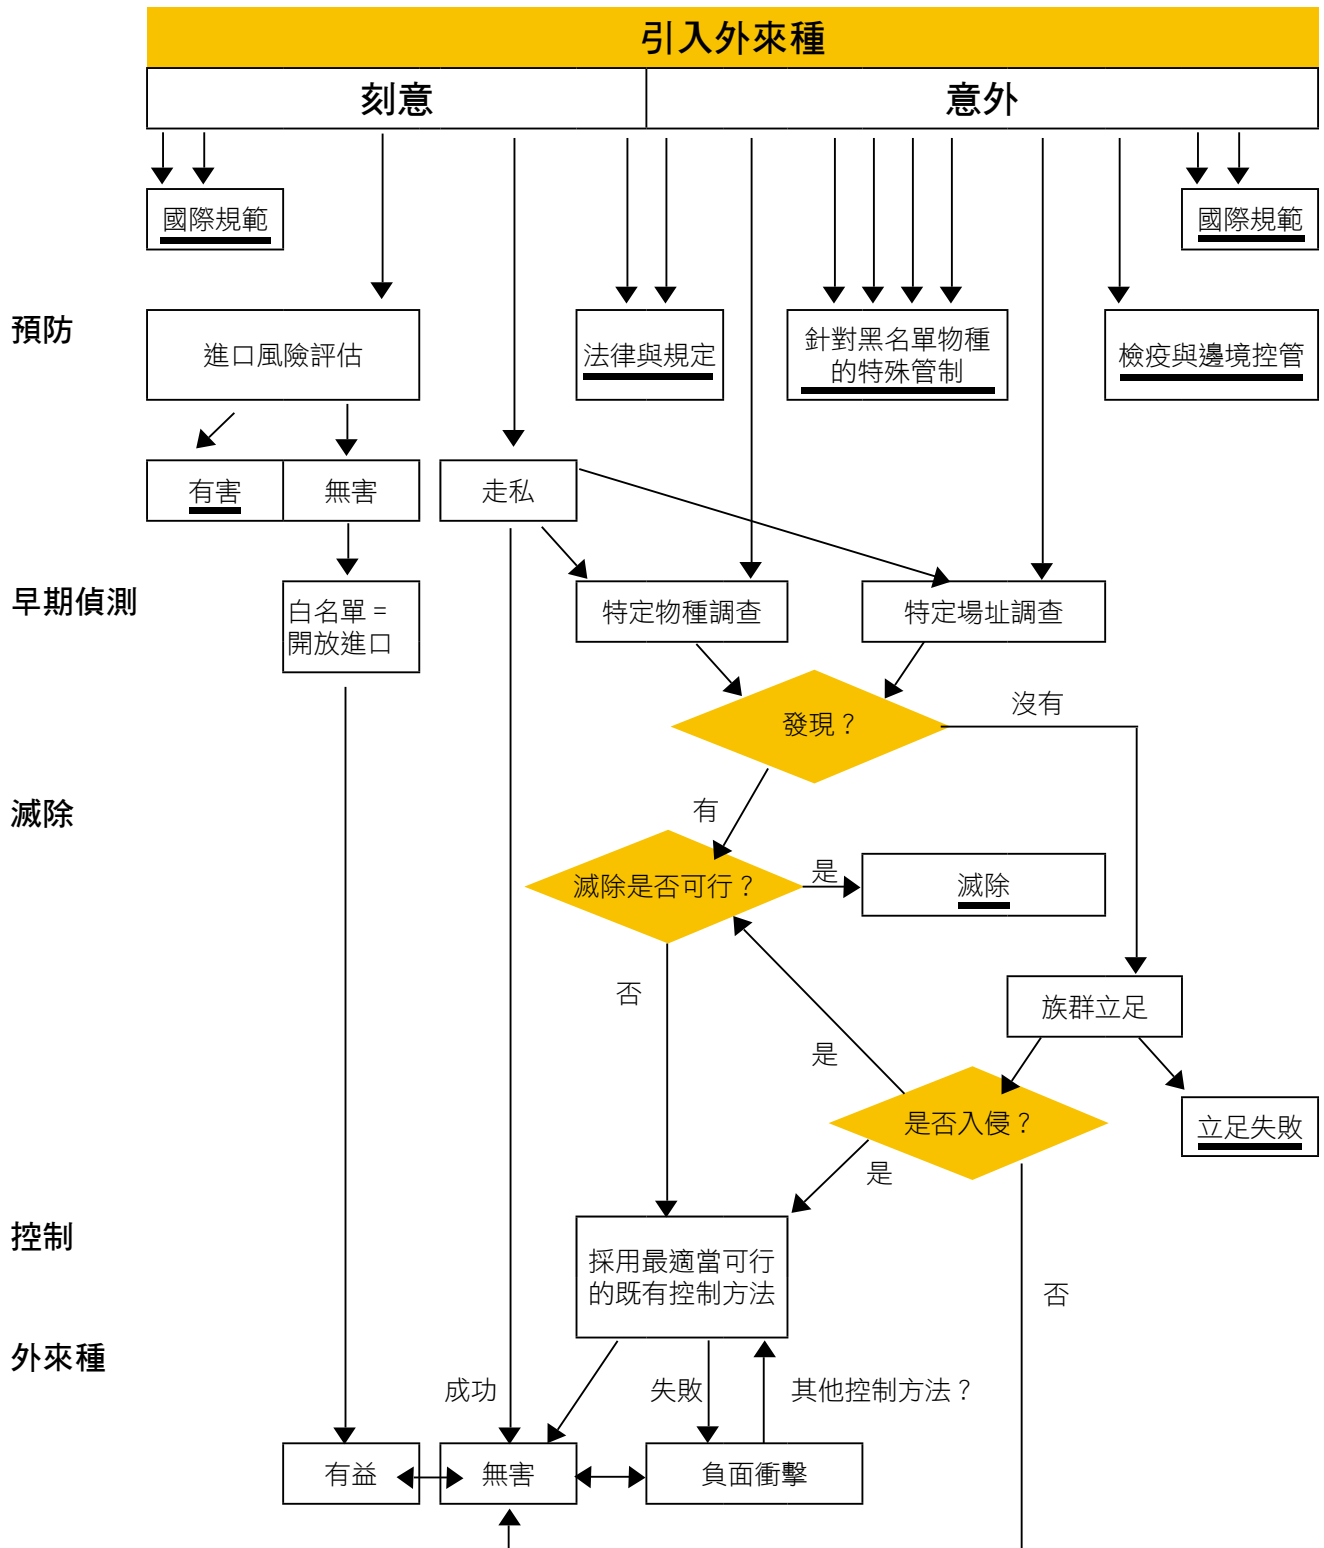 引入外來種
刻意
意外
國際規範
國際規範
預防
進口風險評估
法律與規定
針對黑名單物種
的特殊管制
檢疫與邊境控管
有害
無害
走私
早期偵測
白名單 =
開放進口
特定物種調查
特定場址調查
發現？
沒有
有
滅除
滅除是否可行？
是
滅除
否
族群立足
是
是否入侵？
立足失敗
是
控制
採用最適當可行
的既有控制方法
否
外來種
成功
失敗
其他控制方法？
有益
無害
負面衝擊